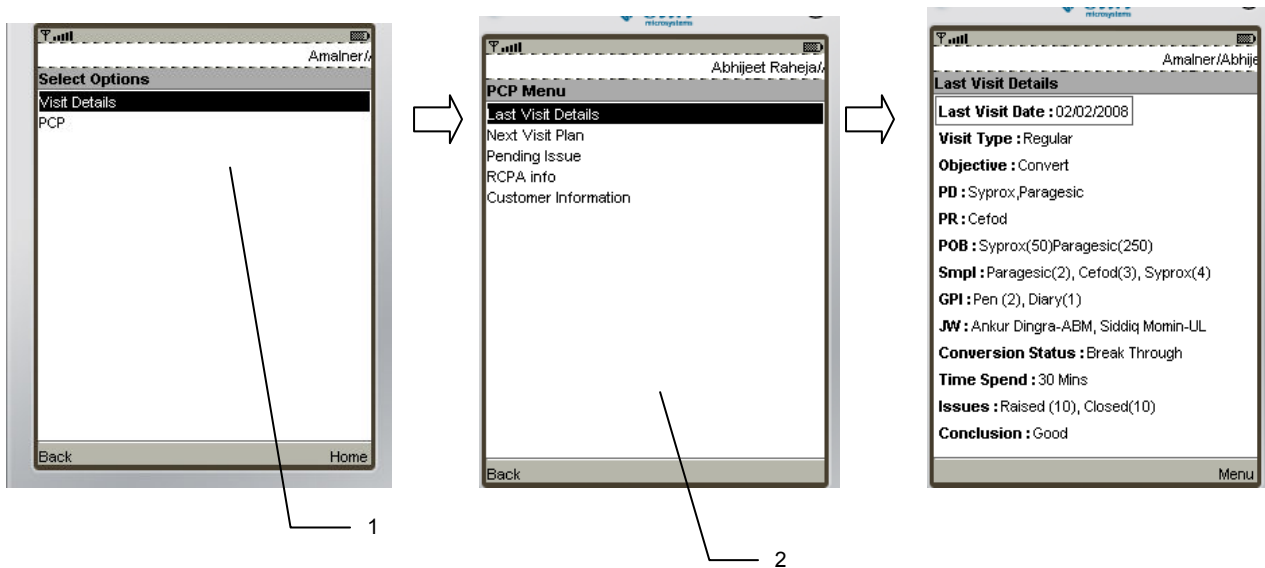 Amalner/
Select Options
Visit Details
PCP
Back Home
1
microsystems
Abhijeet Raheja/
PCP Menu
Last Visit Details
Next Visit Plan
Pending Issue
RCPA info
Customer Information
Back
2
microsystems
Amalner/Abhije
Last Visit Details
Last Visit Date : 02/02/2008
Visit Type : Regular
Objective : Convert
PD : Syprox,Paragesic
PR : Cefod
POB : Syprox(50)Paragesic(250)
Smpl : Paragesic(2), Cefod(3), Syprox(4)
GPI : Pen (2), Diary(1)
JW : Ankur Dingra-ABM, Siddiq Momin-UL
Conversion Status : Break Through
Time Spend : 30 Mins
Issues : Raised (10), Closed(10)
Conclusion : Good
Menu